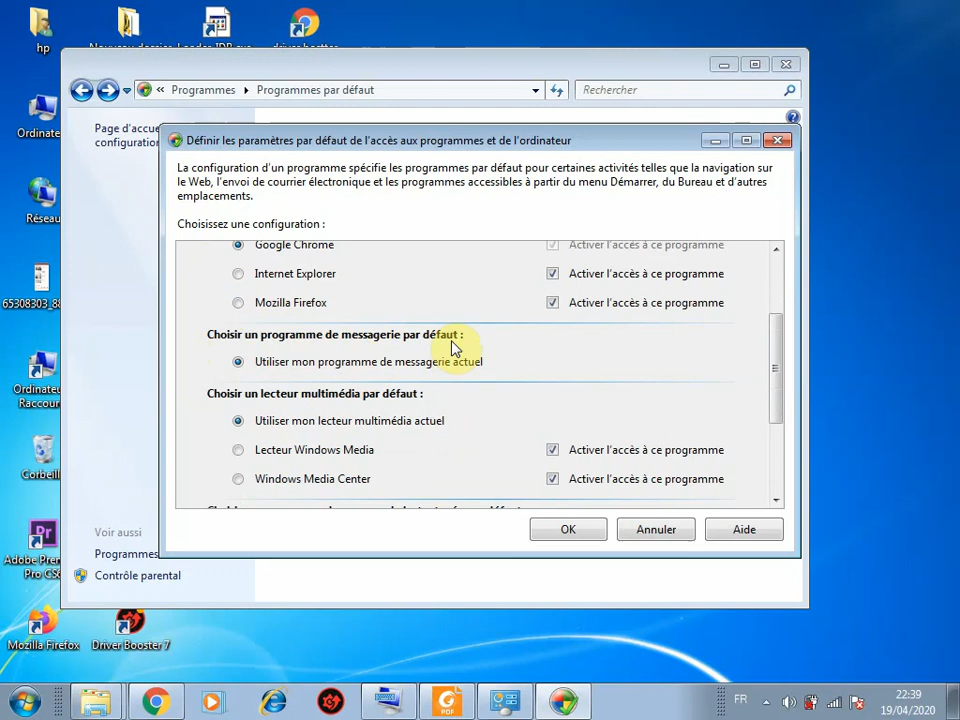 hp
Programmes
Programmes par défaut
Rechercher
Ordinate
Page d'accue
configuration
Définir les paramètres par défaut de l'accès aux programmes et de l'ordinateur
La configuration d'un programme spécifie les programmes par défaut pour certaines activités telles que la navigation sur
le Web, l'envoi de courrier électronique et les programmes accessibles à partir du menu Démarrer, du Bureau et d'autres
emplacements.
Choisissez une configuration :
Google Chrome
Activer l'accès à ce programme
Internet Explorer
Activer l'accès à ce programme
Mozilla Firefox
Activer l'accès à ce programme
Choisir un programme de messagerie par défaut :
Utiliser mon programme de messagerie actuel
Choisir un lecteur multimédia par défaut :
Utiliser mon lecteur multimédia actuel
Lecteur Windows Media
Activer l'accès à ce programme
Windows Media Center
Activer l'accès à ce programme
OK
Annuler
Aide
Réseau
Ordinateu
Raccour
Corbeill
Adobe Prem
Pro CS6
Voir aussi
Programmes
Contrôle parental
Mozilla Firefox
Driver Booster 7
PDF
FR
22:39
19/04/2020